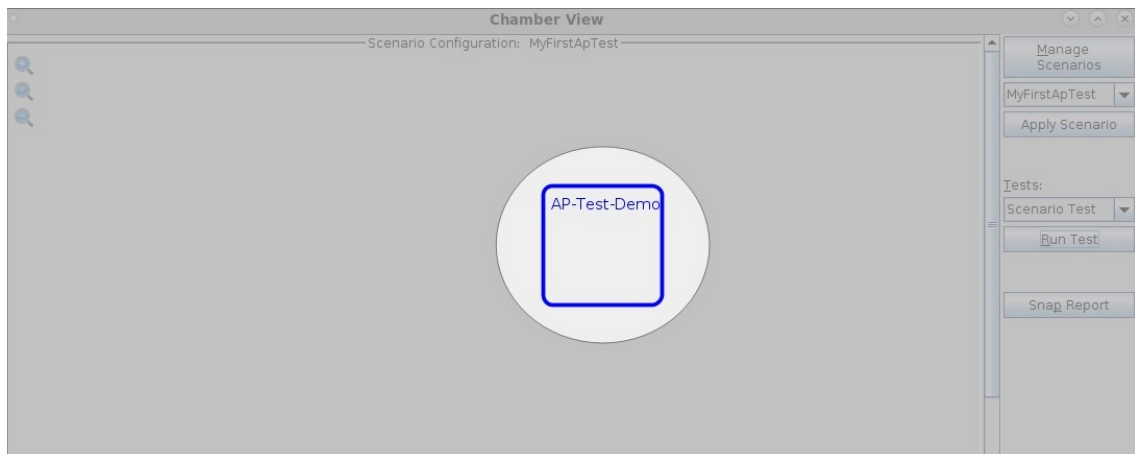 Chamber View
Scenario Configuration: MyFirstApTest
Manage
Scenarios
MyFirstApTest
Apply Scenario
AP-Test-Demo
Tests:
Scenario Test
Run Test
Snap Report